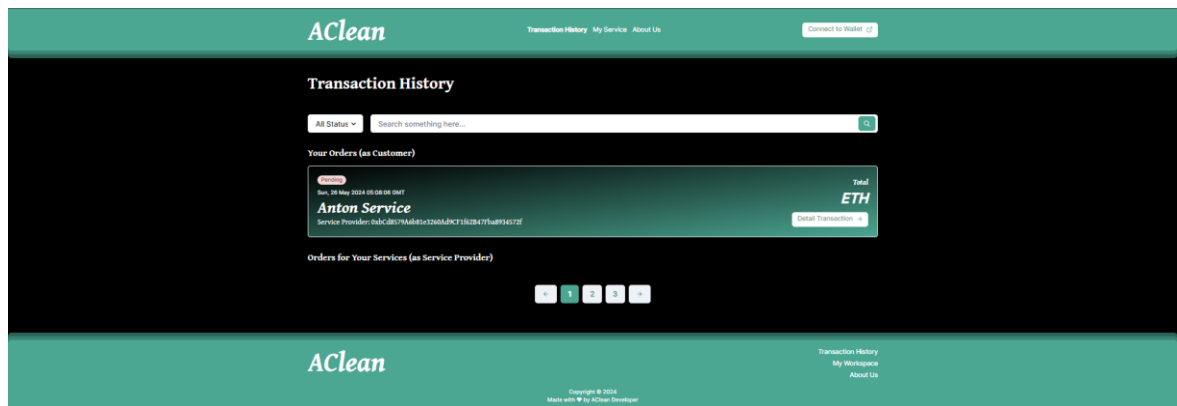 AClean
Transaction History My Service About Us
Connect to Wallet
Transaction History
All Status
Search something here...
Your Orders (as Customer)
Pending
Sun, 26 May 2024 05:08:06 GMT
Total
ETH
Anton Service
Service Provider:
Detail Transaction
Orders for Your Services (as Service Provider)
1 2 3
AClean
Transaction History
My Workspace
About Us
Copyright © 2024
Made with ♥ by AClean Developer